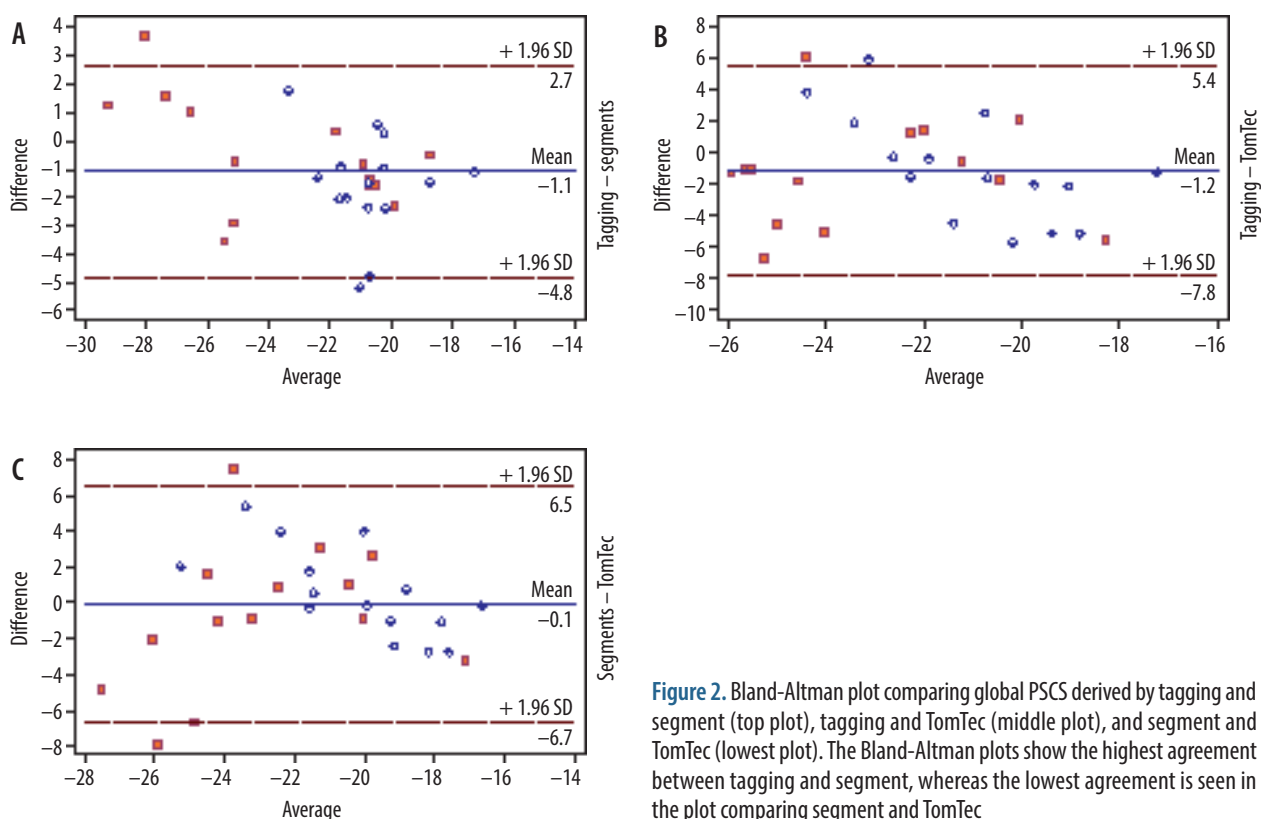 A
4
3
2
1
0
−1
−2
−3
−4
−5
−6
Difference
+ 1.96 SD
2.7
Mean
−1.1
+ 1.96 SD
−4.8
Tagging – segments
−30 −28 −26 −24 −22 −20 −18 −16 −14
Average
B
8
6
4
2
0
−2
−4
−6
−8
−10
Difference
+ 1.96 SD
5.4
Mean
−1.2
+ 1.96 SD
−7.8
Tagging – TomTec
−26 −24 −22 −20 −18 −16
Average
C
8
6
4
2
0
−2
−4
−6
−8
Difference
+ 1.96 SD
6.5
Mean
−0.1
+ 1.96 SD
−6.7
Segments – TomTec
−28 −26 −24 −22 −20 −18 −16 −14
Average
Figure 2. Bland-Altman plot comparing global PSCS derived by tagging and
segment (top plot), tagging and TomTec (middle plot), and segment and
TomTec (lowest plot). The Bland-Altman plots show the highest agreement
between tagging and segment, whereas the lowest agreement is seen in
the plot comparing segment and TomTec